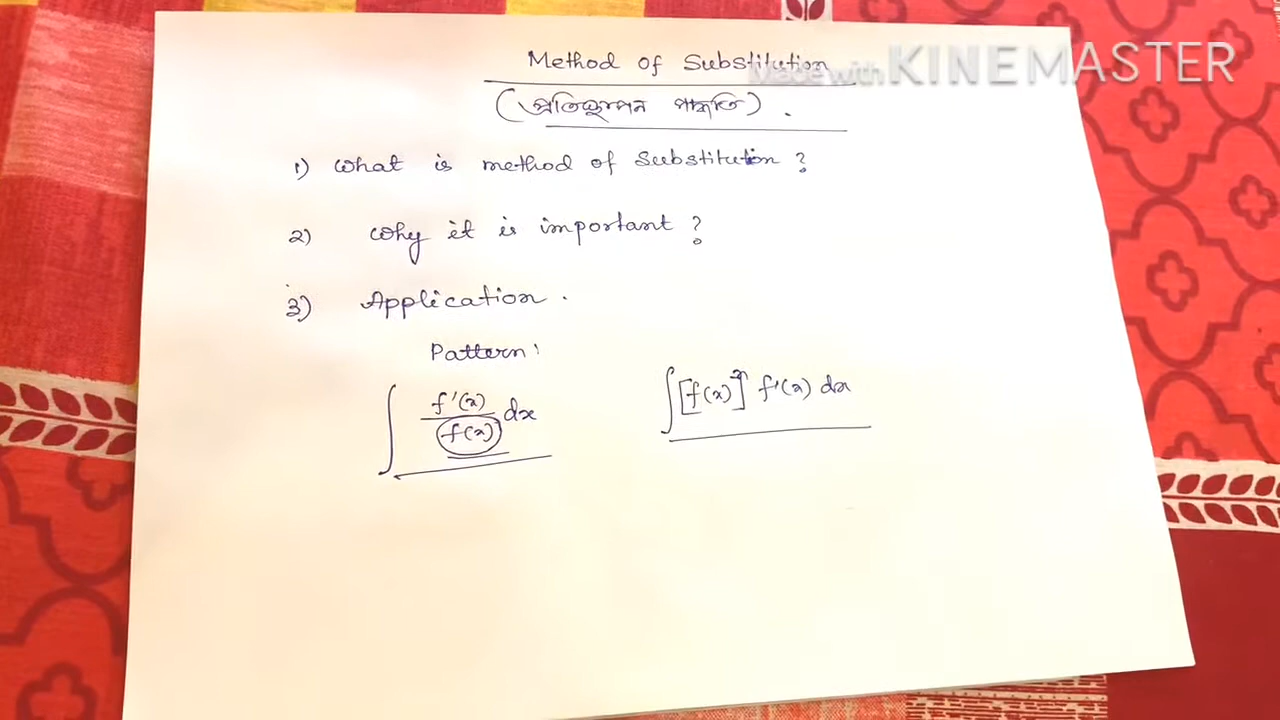 Made with KINEMASTER
Method of Substitution
(প্রতিস্থাপন পদ্ধতি).
1) What is method of Substitution ?
2) Why it is important ?
3) Application.
Pattern:
∫ f'(x)/f(x) dx
∫ [f(x)]ⁿ f'(x) dx